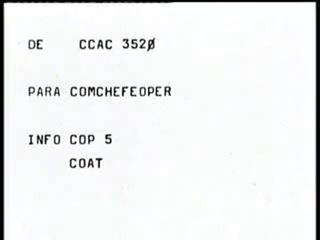 DE CCAC 352Ø
PARA COMCHEFEOPER
INFO COP 5
COAT